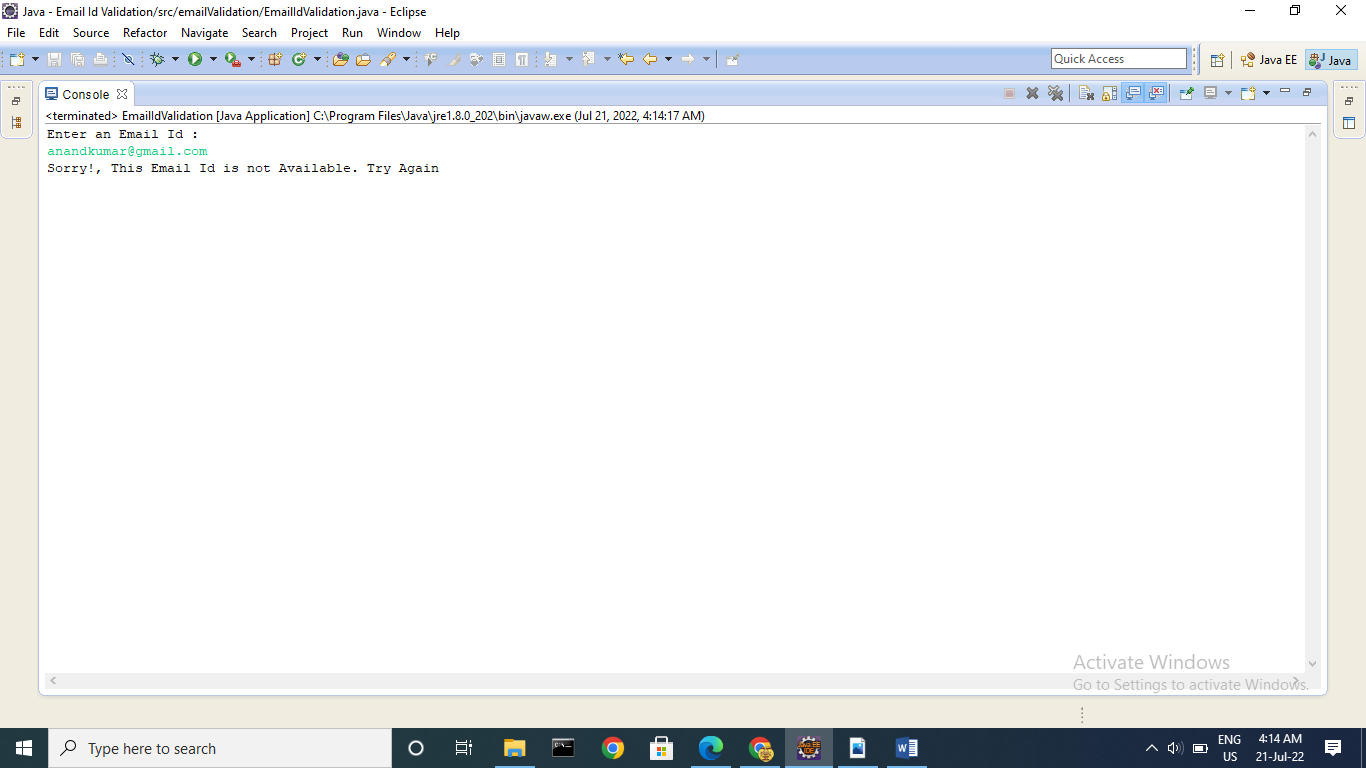 Java - Email Id Validation/src/emailValidation/EmailIdValidation.java - Eclipse
File Edit Source Refactor Navigate Search Project Run Window Help
Quick Access
Java EE
Java
Console
<terminated> EmailIdValidation [Java Application] C:\Program Files\Java\jre1.8.0_202\bin\javaw.exe (Jul 21, 2022, 4:14:17 AM)
Enter an Email Id :
anandkumar@gmail.com
Sorry!, This Email Id is not Available. Try Again
Activate Windows
Go to Settings to activate Windows.
Type here to search
ENG
US
4:14 AM
21-Jul-22